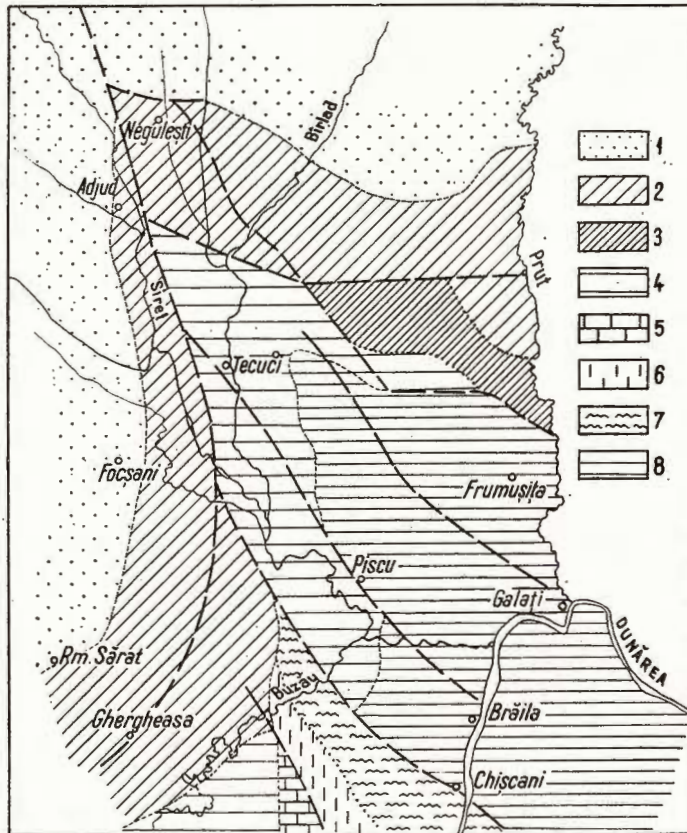 Negulești
Bîrlad
Adjud
Siret
Prut
Tecuci
Focșani
Frumușița
Piscu
Galați
DUNĂREA
Rm. Sărat
Buzău
Ghergheasa
Brăila
Chiscani
1
2
3
4
5
6
7
8